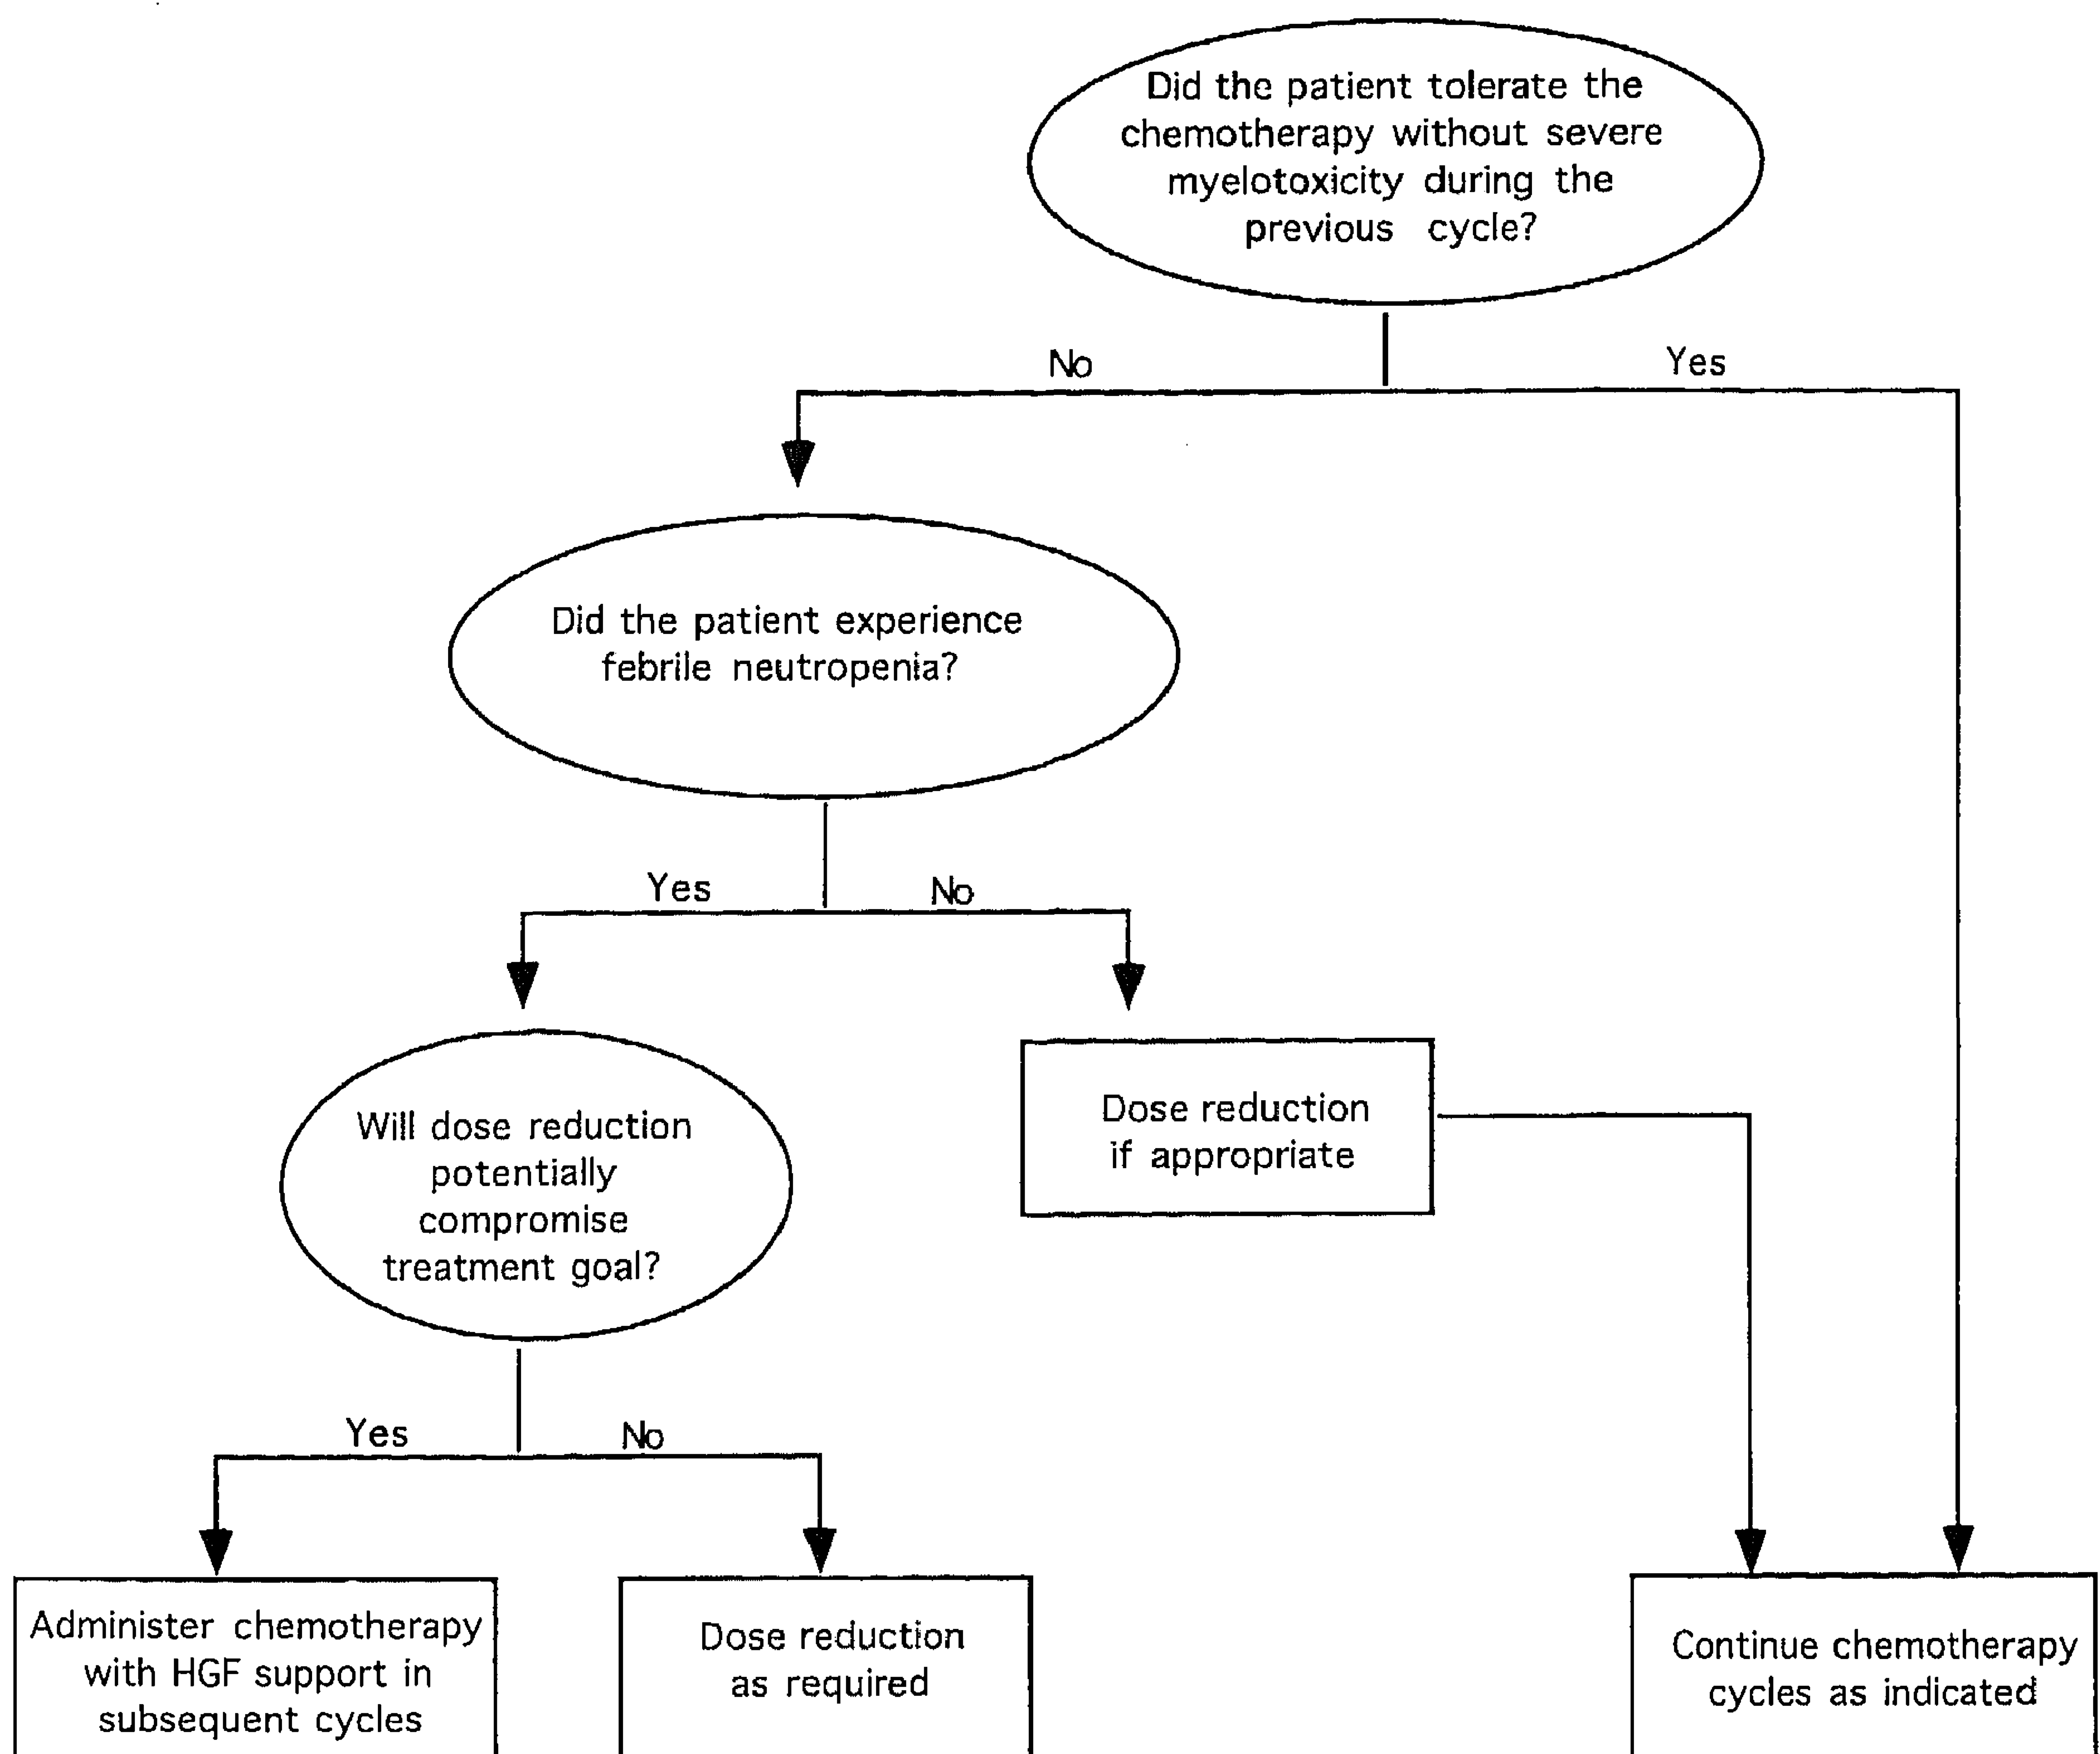 Did the patient tolerate the
chemotherapy without severe
myelotoxicity during the
previous cycle?
No
Yes
Did the patient experience
febrile neutropenia?
Yes
No
Will dose reduction
potentially
compromise
treatment goal?
Dose reduction
if appropriate
Yes
No
Administer chemotherapy
with HGF support in
subsequent cycles
Dose reduction
as required
Continue chemotherapy
cycles as indicated